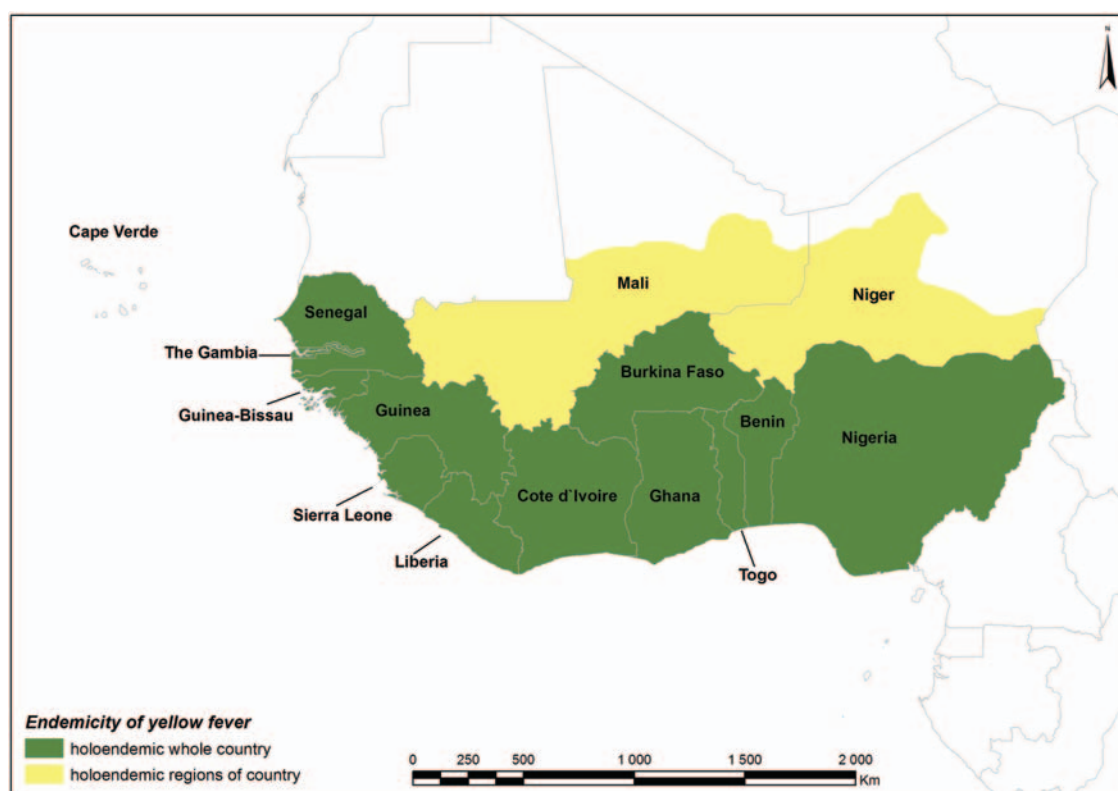 N
Cape Verde
Mali
Niger
Senegal
The Gambia
Burkina Faso
Guinea-Bissau
Guinea
Benin
Nigeria
Cote d`Ivoire
Ghana
Sierra Leone
Liberia
Togo
Endemicity of yellow fever
holoendemic whole country
holoendemic regions of country
0 250 500 1 000 1 500 2 000
Km